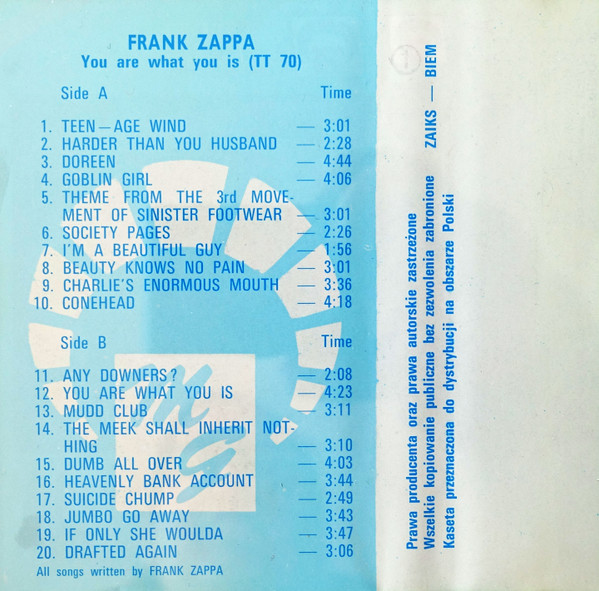 FRANK ZAPPA
You are what you is (TT 70)
Side A Time
1. TEEN—AGE WIND — 3:01
2. HARDER THAN YOU HUSBAND — 2:28
3. DOREEN — 4:44
4. GOBLIN GIRL — 4:06
5. THEME FROM THE 3rd MOVE-
MENT OF SINISTER FOOTWEAR — 3:01
6. SOCIETY PAGES — 2:26
7. I'M A BEAUTIFUL GUY — 1:56
8. BEAUTY KNOWS NO PAIN — 3:01
9. CHARLIE'S ENORMOUS MOUTH — 3:36
10. CONEHEAD — 4:18
Side B Time
11. ANY DOWNERS? — 2:08
12. YOU ARE WHAT YOU IS — 4:23
13. MUDD CLUB — 3:11
14. THE MEEK SHALL INHERIT NOT-
HING — 3:10
15. DUMB ALL OVER — 4:03
16. HEAVENLY BANK ACCOUNT — 3:44
17. SUICIDE CHUMP — 2:49
18. JUMBO GO AWAY — 3:43
19. IF ONLY SHE WOULDA — 3:47
20. DRAFTED AGAIN — 3:06
All songs written by FRANK ZAPPA
MG
Prawa producenta oraz prawa autorskie zastrzeżone
Wszelkie kopiowanie publiczne bez zezwolenia zabronione ZAIKS — BIEM
Kaseta przeznaczona do dystrybucji na obszarze Polski